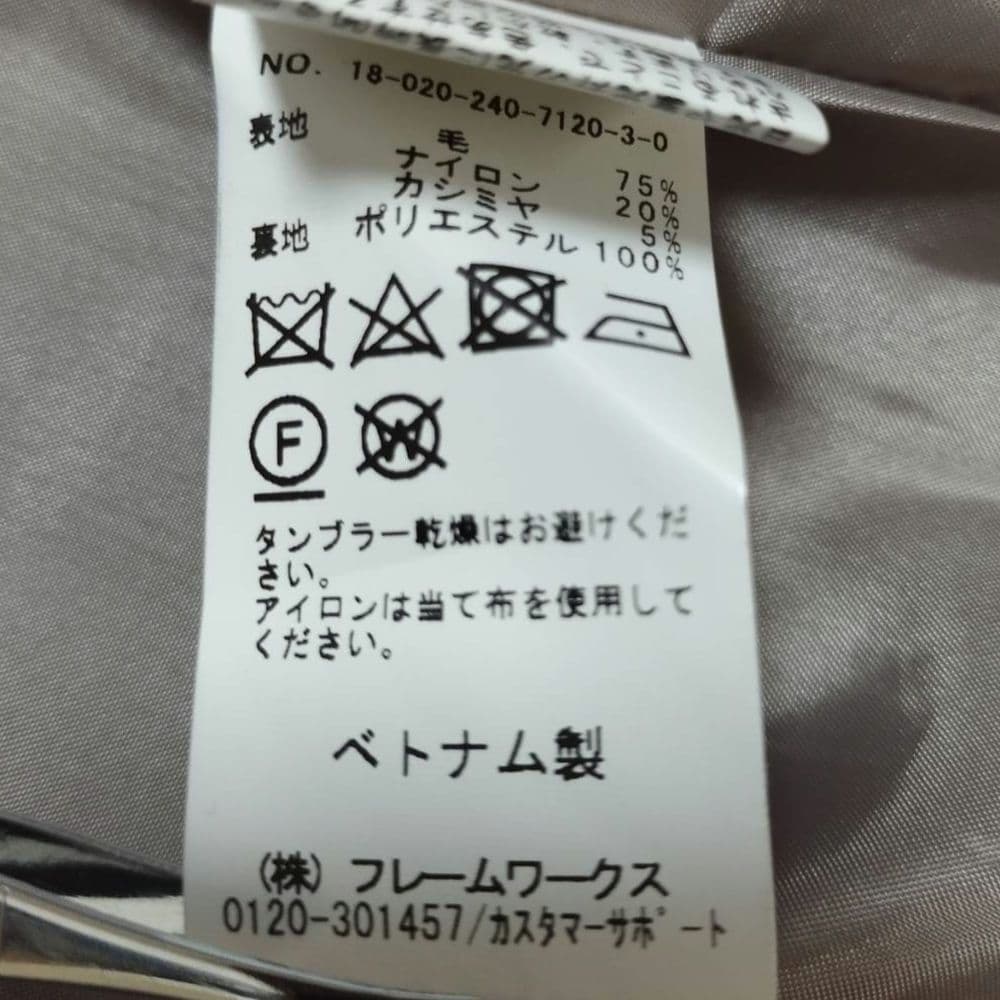 NO. 18-020-240-7120-3-0
表地 毛 75%
ナイロン 20%
カシミヤ 5%
裏地 ポリエステル 100%
F
W
タンブラー乾燥はお避けくだ
さい。
アイロンは当て布を使用して
ください。
ベトナム製
(株) フレームワークス
0120-301457/カスタマーサポート